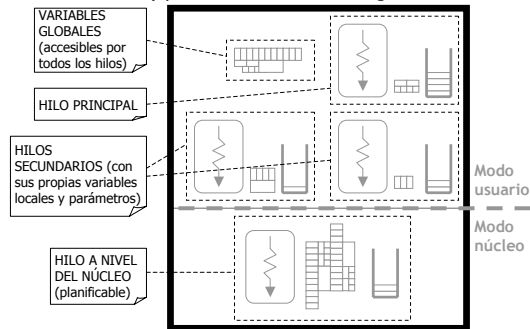 VARIABLES
GLOBALES
(accesibles por
todos los hilos)
HILO PRINCIPAL
HILOS
SECUNDARIOS (con
sus propias variables
locales y parámetros)
Modo
usuario
Modo
núcleo
HILO A NIVEL
DEL NÚCLEO
(planificable)